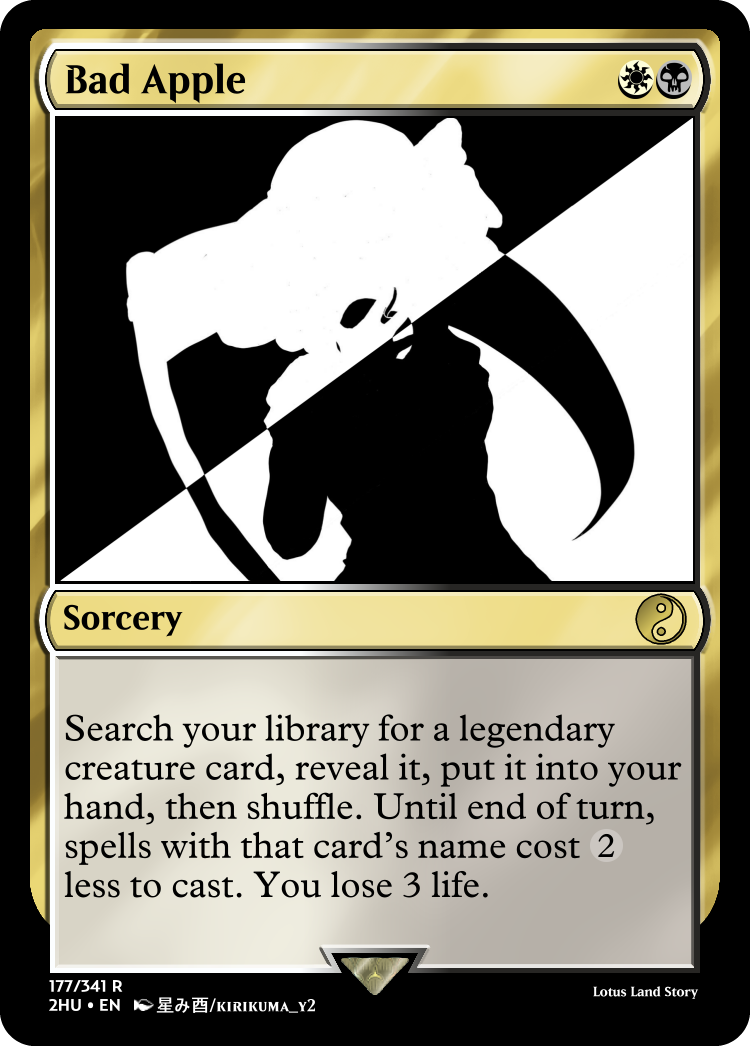 Bad Apple
Sorcery
Search your library for a legendary
creature card, reveal it, put it into your
hand, then shuffle. Until end of turn,
spells with that card’s name cost 2
less to cast. You lose 3 life.
177/341 R
2HU • EN 星み酉/KIRIKUMA_Y2
Lotus Land Story